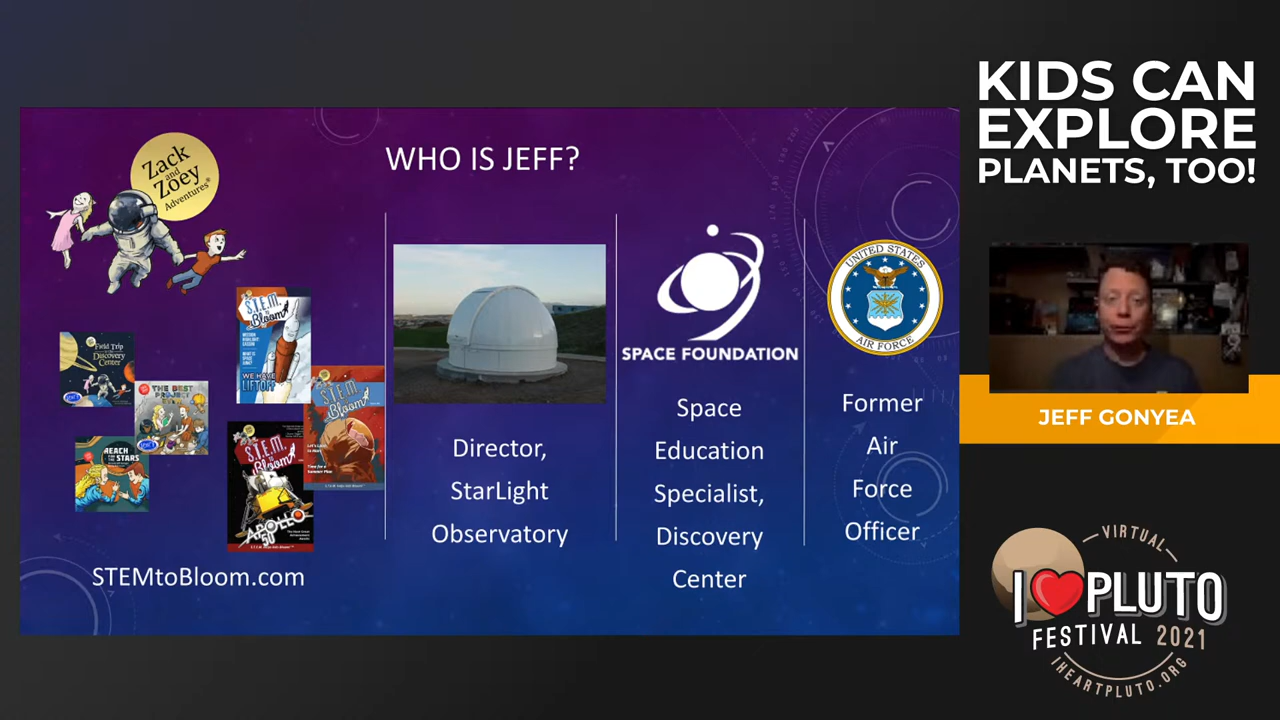 KIDS CAN
EXPLORE
PLANETS, TOO!
WHO IS JEFF?
Zack
and
Zoey
Adventures®
S.T.E.M.
to
Bloom
WE HAVE
LIFTOFF
Field Trip
to the
Discovery
Center
THE BEST
PROJECT
REACH
FOR THE
STARS
S.T.E.M.
to
Bloom
S.T.E.M.
to
Bloom
APOLLO
50
STEMtoBloom.com
Director,
StarLight
Observatory
SPACE FOUNDATION
Space
Education
Specialist,
Discovery
Center
UNITED STATES
AIR FORCE
Former
Air
Force
Officer
JEFF GONYEA
VIRTUAL
I PLUTO
FESTIVAL 2021
IHEARTPLUTO.ORG